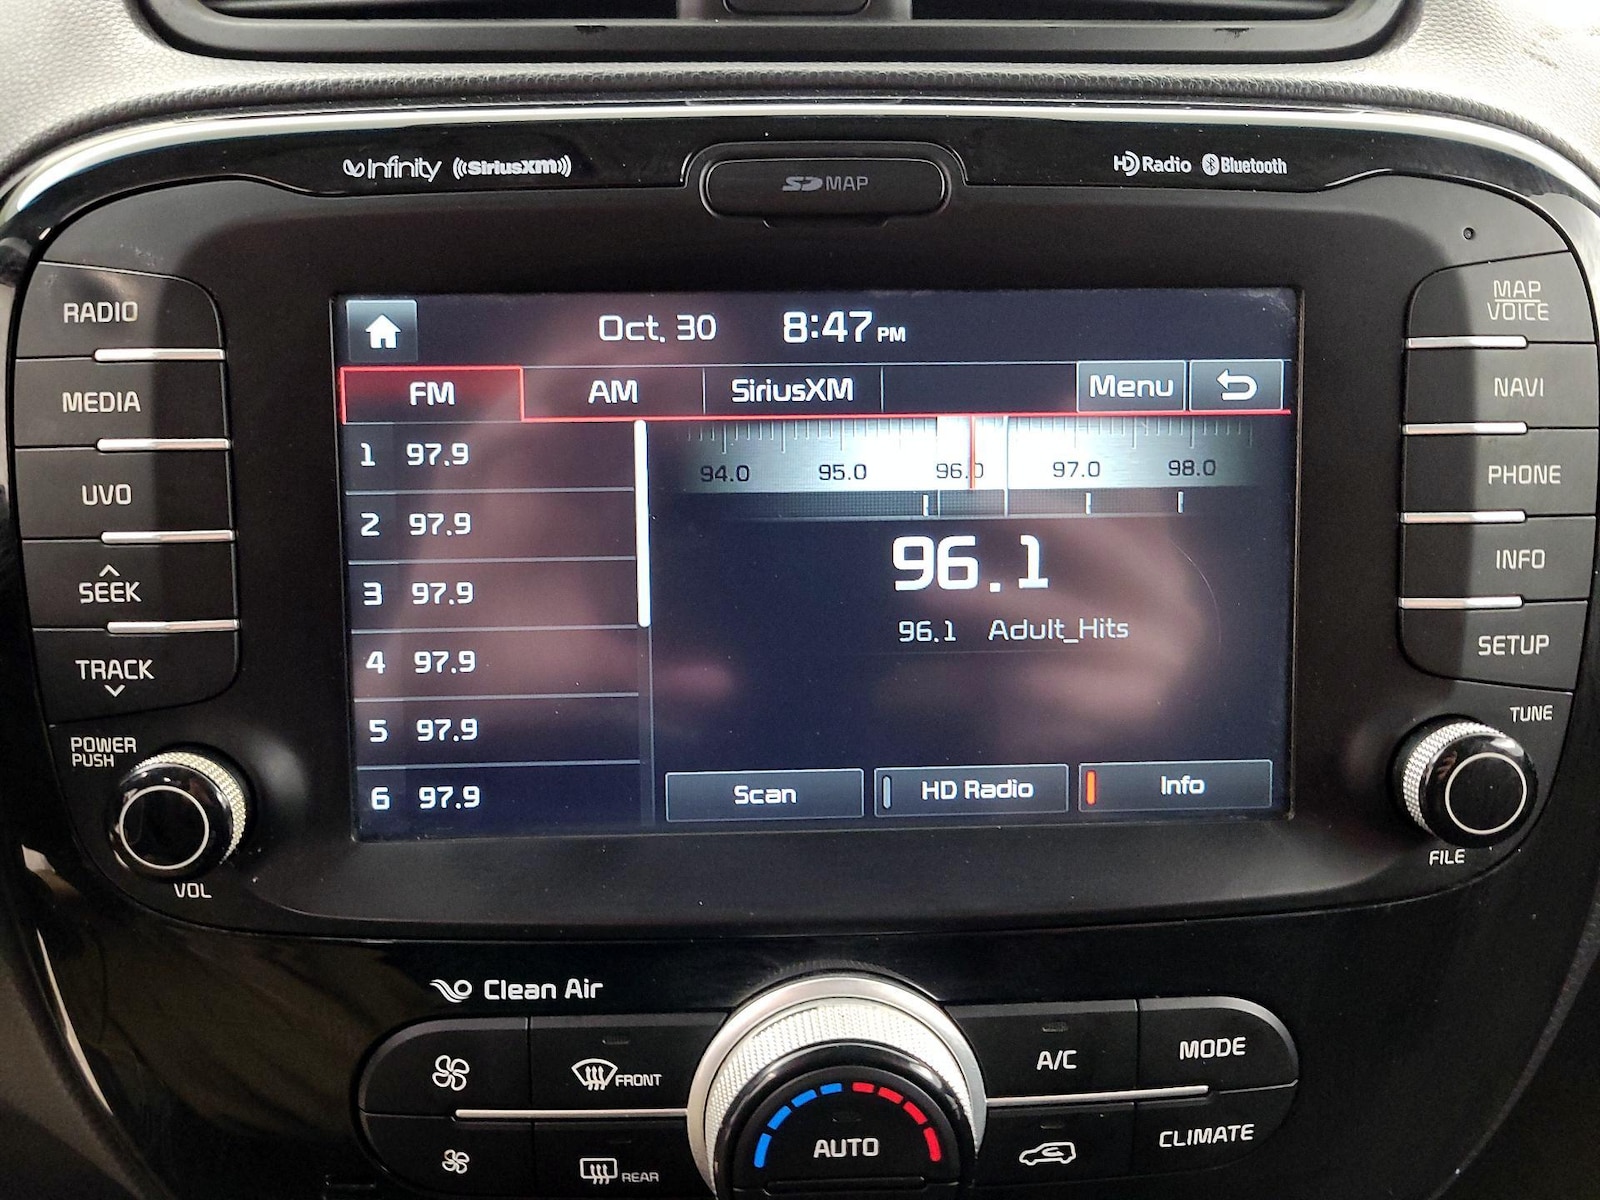 Infinity SiriusXM
SD MAP
HD Radio Bluetooth
RADIO
MEDIA
UVO
SEEK
TRACK
POWER
PUSH
VOL
Oct. 30 8:47 PM
FM AM SiriusXM Menu
1 97.9
2 97.9
3 97.9
4 97.9
5 97.9
6 97.9
94.0 95.0 96.0 97.0 98.0
96.1
96.1 Adult_Hits
Scan HD Radio Info
MAP
VOICE
NAVI
PHONE
INFO
SETUP
TUNE
FILE
Clean Air
FRONT
REAR
AUTO
A/C
MODE
CLIMATE